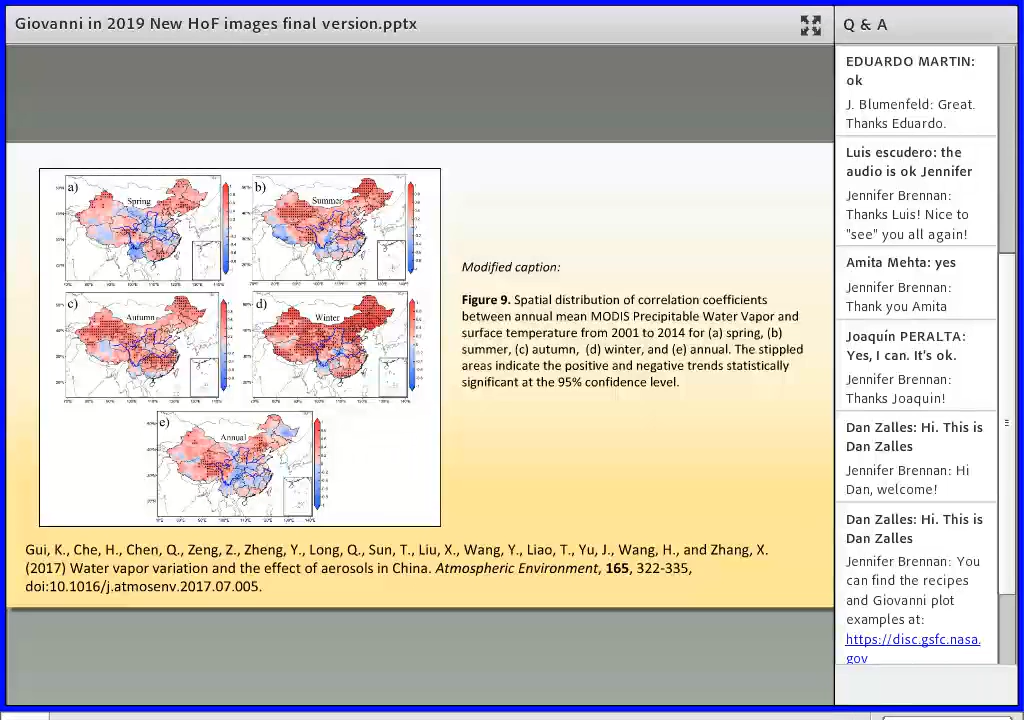 Giovanni in 2019 New HoF images final version.pptx
a)
Spring
b)
Summer
c)
Autumn
d)
Winter
e)
Annual
Modified caption:
Figure 9. Spatial distribution of correlation coefficients
between annual mean MODIS Precipitable Water Vapor and
surface temperature from 2001 to 2014 for (a) spring, (b)
summer, (c) autumn, (d) winter, and (e) annual. The stippled
areas indicate the positive and negative trends statistically
significant at the 95% confidence level.
Gui, K., Che, H., Chen, Q., Zeng, Z., Zheng, Y., Long, Q., Sun, T., Liu, X., Wang, Y., Liao, T., Yu, J., Wang, H., and Zhang, X.
(2017) Water vapor variation and the effect of aerosols in China. Atmospheric Environment, 165, 322-335,
doi:10.1016/j.atmosenv.2017.07.005.
Q & A
EDUARDO MARTIN:
ok
J. Blumenfeld: Great.
Thanks Eduardo.
Luis escudero: the
audio is ok Jennifer
Jennifer Brennan:
Thanks Luis! Nice to
"see" you all again!
Amita Mehta: yes
Jennifer Brennan:
Thank you Amita
Joaquín PERALTA:
Yes, I can. It's ok.
Jennifer Brennan:
Thanks Joaquin!
Dan Zalles: Hi. This is
Dan Zalles
Jennifer Brennan: Hi
Dan, welcome!
Dan Zalles: Hi. This is
Dan Zalles
Jennifer Brennan: You
can find the recipes
and Giovanni plot
examples at:
https://disc.gsfc.nasa.
gov